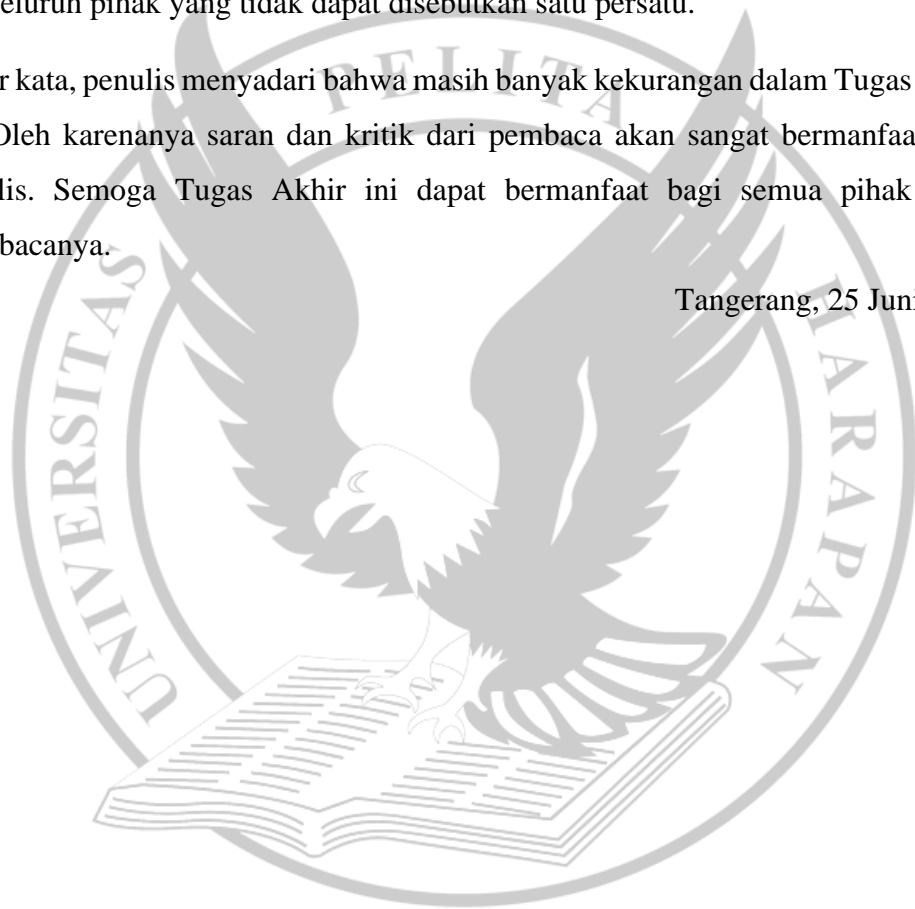 eluruh pihak yang tidak dapat disebutkan satu persatu.
r kata, penulis menyadari bahwa masih banyak kekurangan dalam Tugas
Oleh karenanya saran dan kritik dari pembaca akan sangat bermanfaa
lis. Semoga Tugas Akhir ini dapat bermanfaat bagi semua pihak
bacanya.
Tangerang, 25 Juni
UNIVERSITAS PELITA HARAPAN